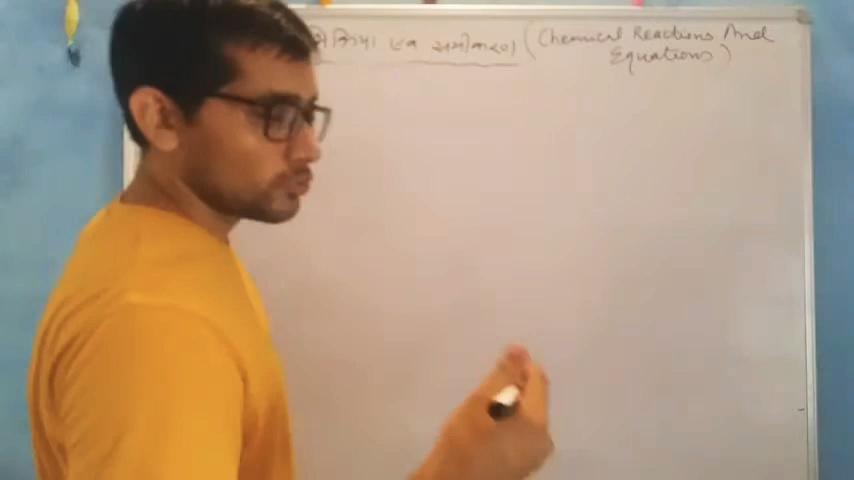 क्रिया एवं समीकरण (Chemical Reactions And
Equations)